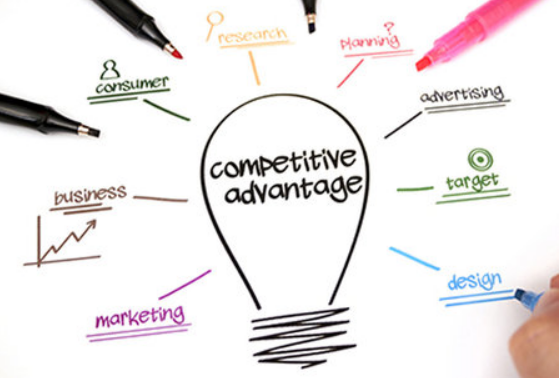 research
planning
consumer
advertising
competitive
advantage
target
business
design
marketing